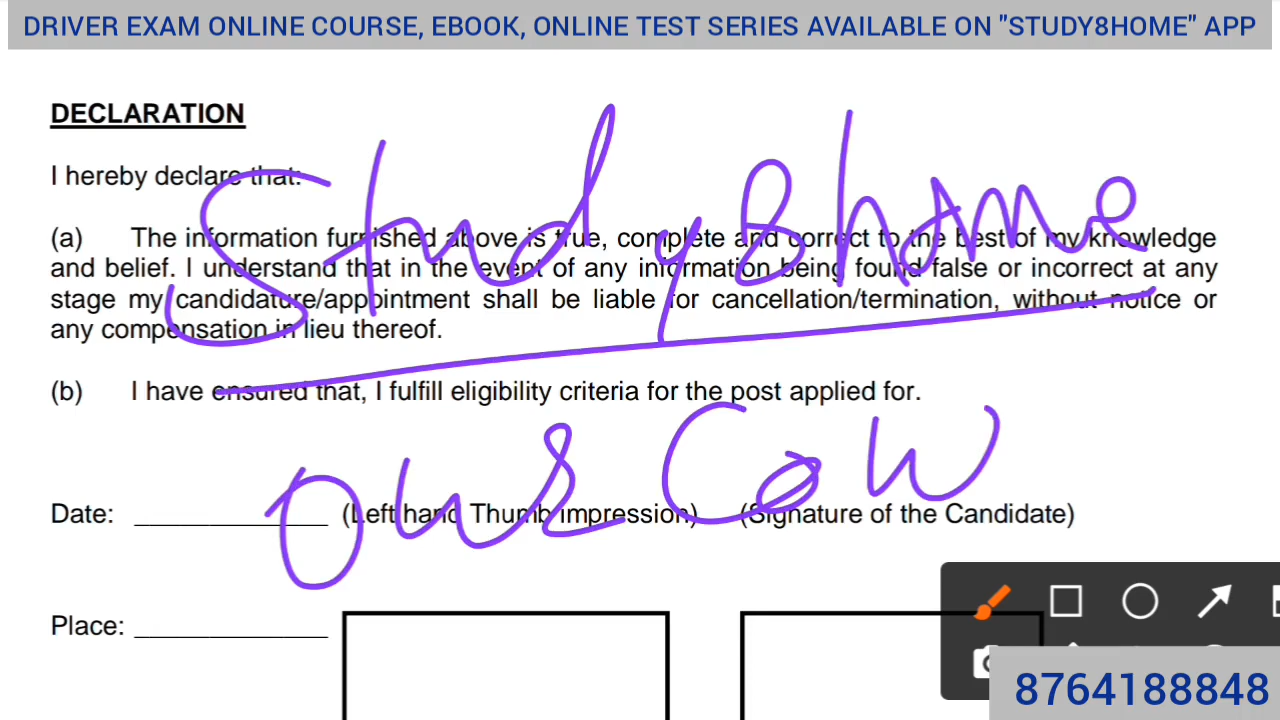 DRIVER EXAM ONLINE COURSE, EBOOK, ONLINE TEST SERIES AVAILABLE ON "STUDY8HOME" APP
DECLARATION
I hereby declare that:
(a) The information furnished above is true, complete and correct to the best of my knowledge
and belief. I understand that in the event of any information being found false or incorrect at any
stage my candidature/appointment shall be liable for cancellation/termination, without notice or
any compensation in lieu thereof.
Study8home
(b) I have ensured that, I fulfill eligibility criteria for the post applied for.
Date: _____________ (Left hand Thumb impression) (Signature of the Candidate)
Place: _____________
8764188848